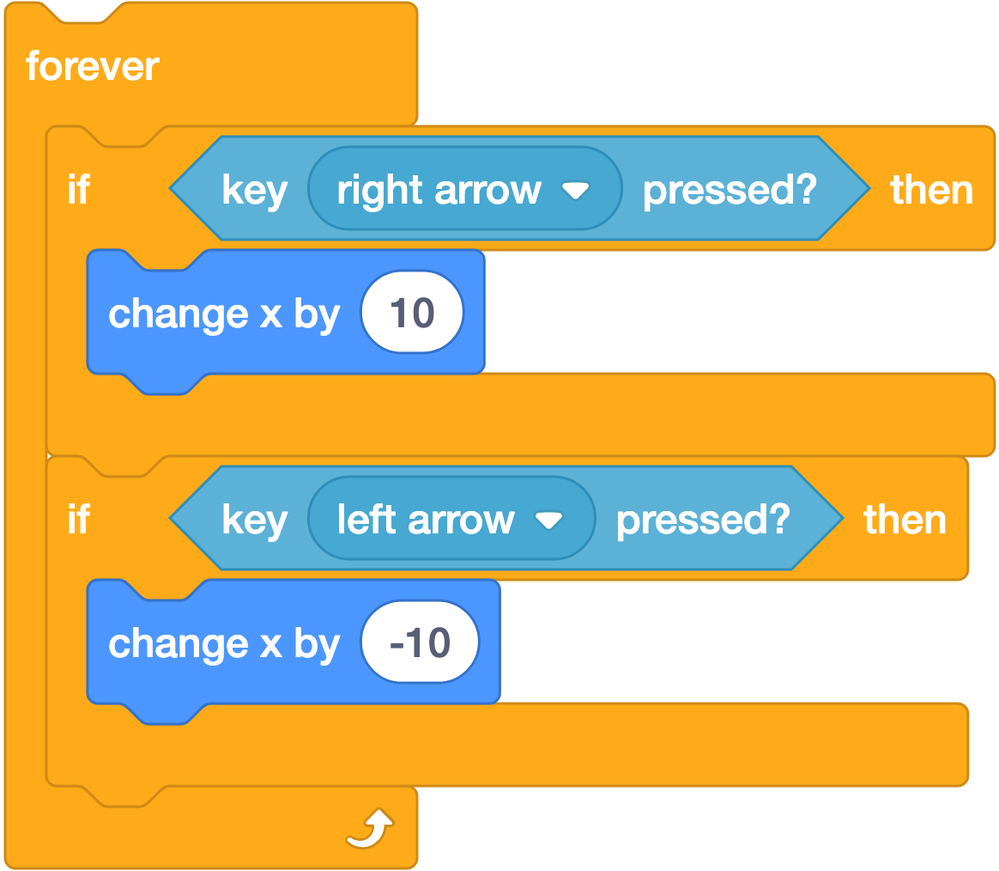 forever
if key right arrow pressed? then
change x by 10
if key left arrow pressed? then
change x by -10